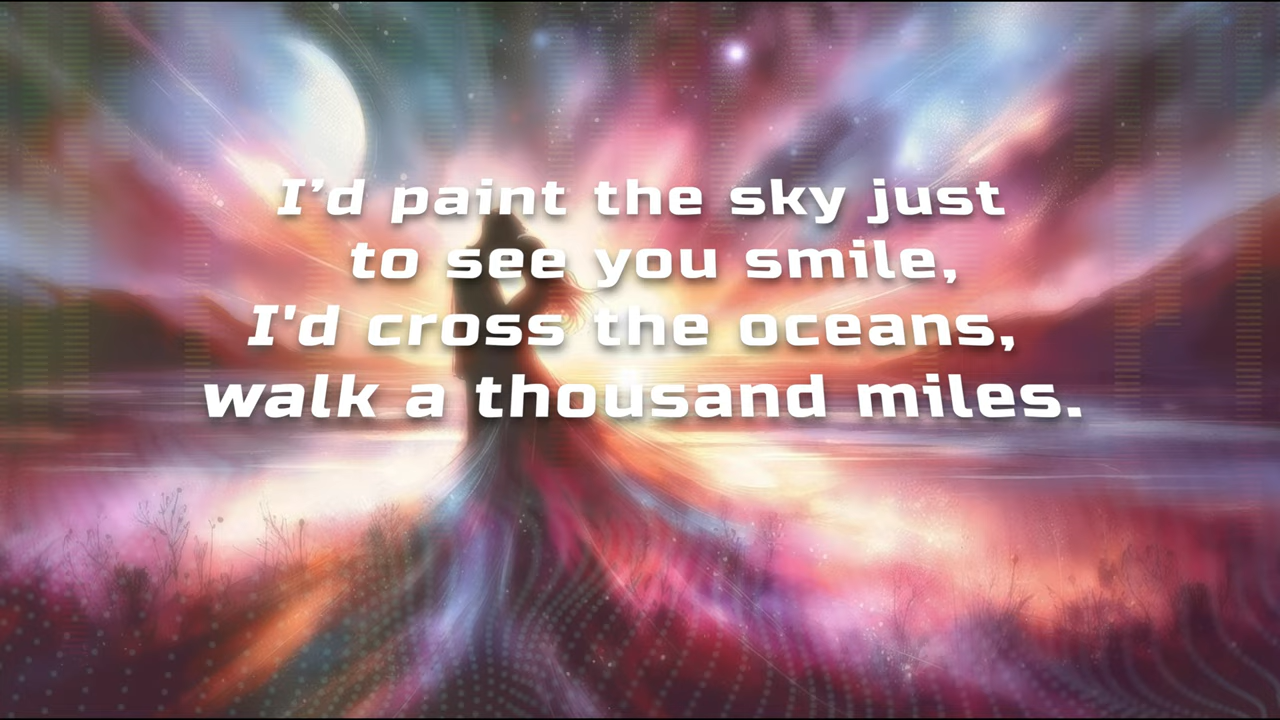 I’d paint the sky just
to see you smile,
I'd cross the oceans,
walk a thousand miles.